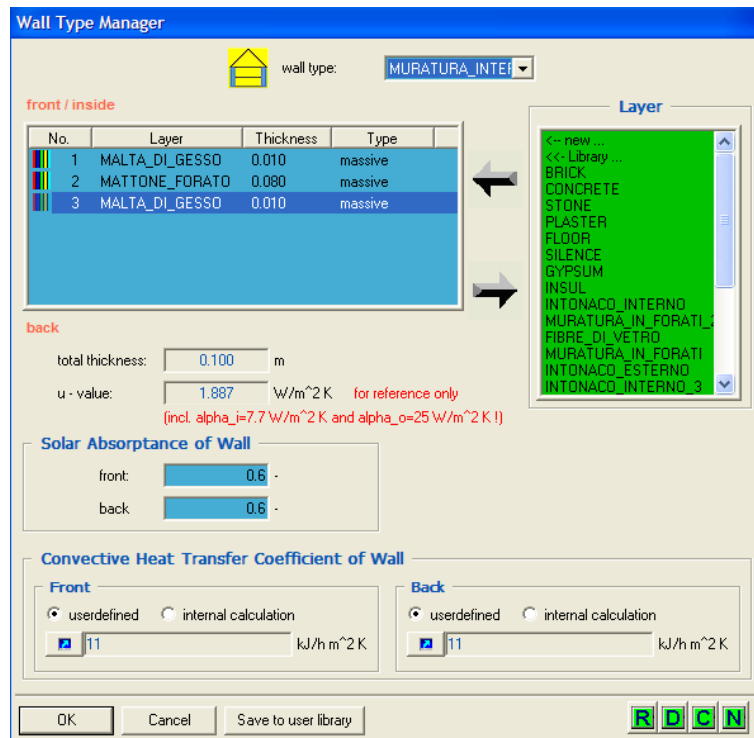 Wall Type Manager
wall type: MURATURA_INTEF
front / inside
No. Layer Thickness Type
1 MALTA_DI_GESSO 0.010 massive
2 MATTONE_FORATO 0.080 massive
3 MALTA_DI_GESSO 0.010 massive
Layer
<-- new ...
<<- Library ...
BRICK
CONCRETE
STONE
PLASTER
FLOOR
SILENCE
GYPSUM
INSUL
INTONACO_INTERNO
MURATURA_IN_FORATI_2
FIBRE_DI_VETRO
MURATURA_IN_FORATI
INTONACO_ESTERNO
INTONACO_INTERNO_3
back
total thickness: 0.100 m
u - value: 1.887 W/m^2 K for reference only
(incl. alpha_i=7.7 W/m^2 K and alpha_o=25 W/m^2 K !)
Solar Absorptance of Wall
front: 0.6 -
back 0.6 -
Convective Heat Transfer Coefficient of Wall
Front
userdefined internal calculation
11 kJ/h m^2 K
Back
userdefined internal calculation
11 kJ/h m^2 K
OK Cancel Save to user library R D C N